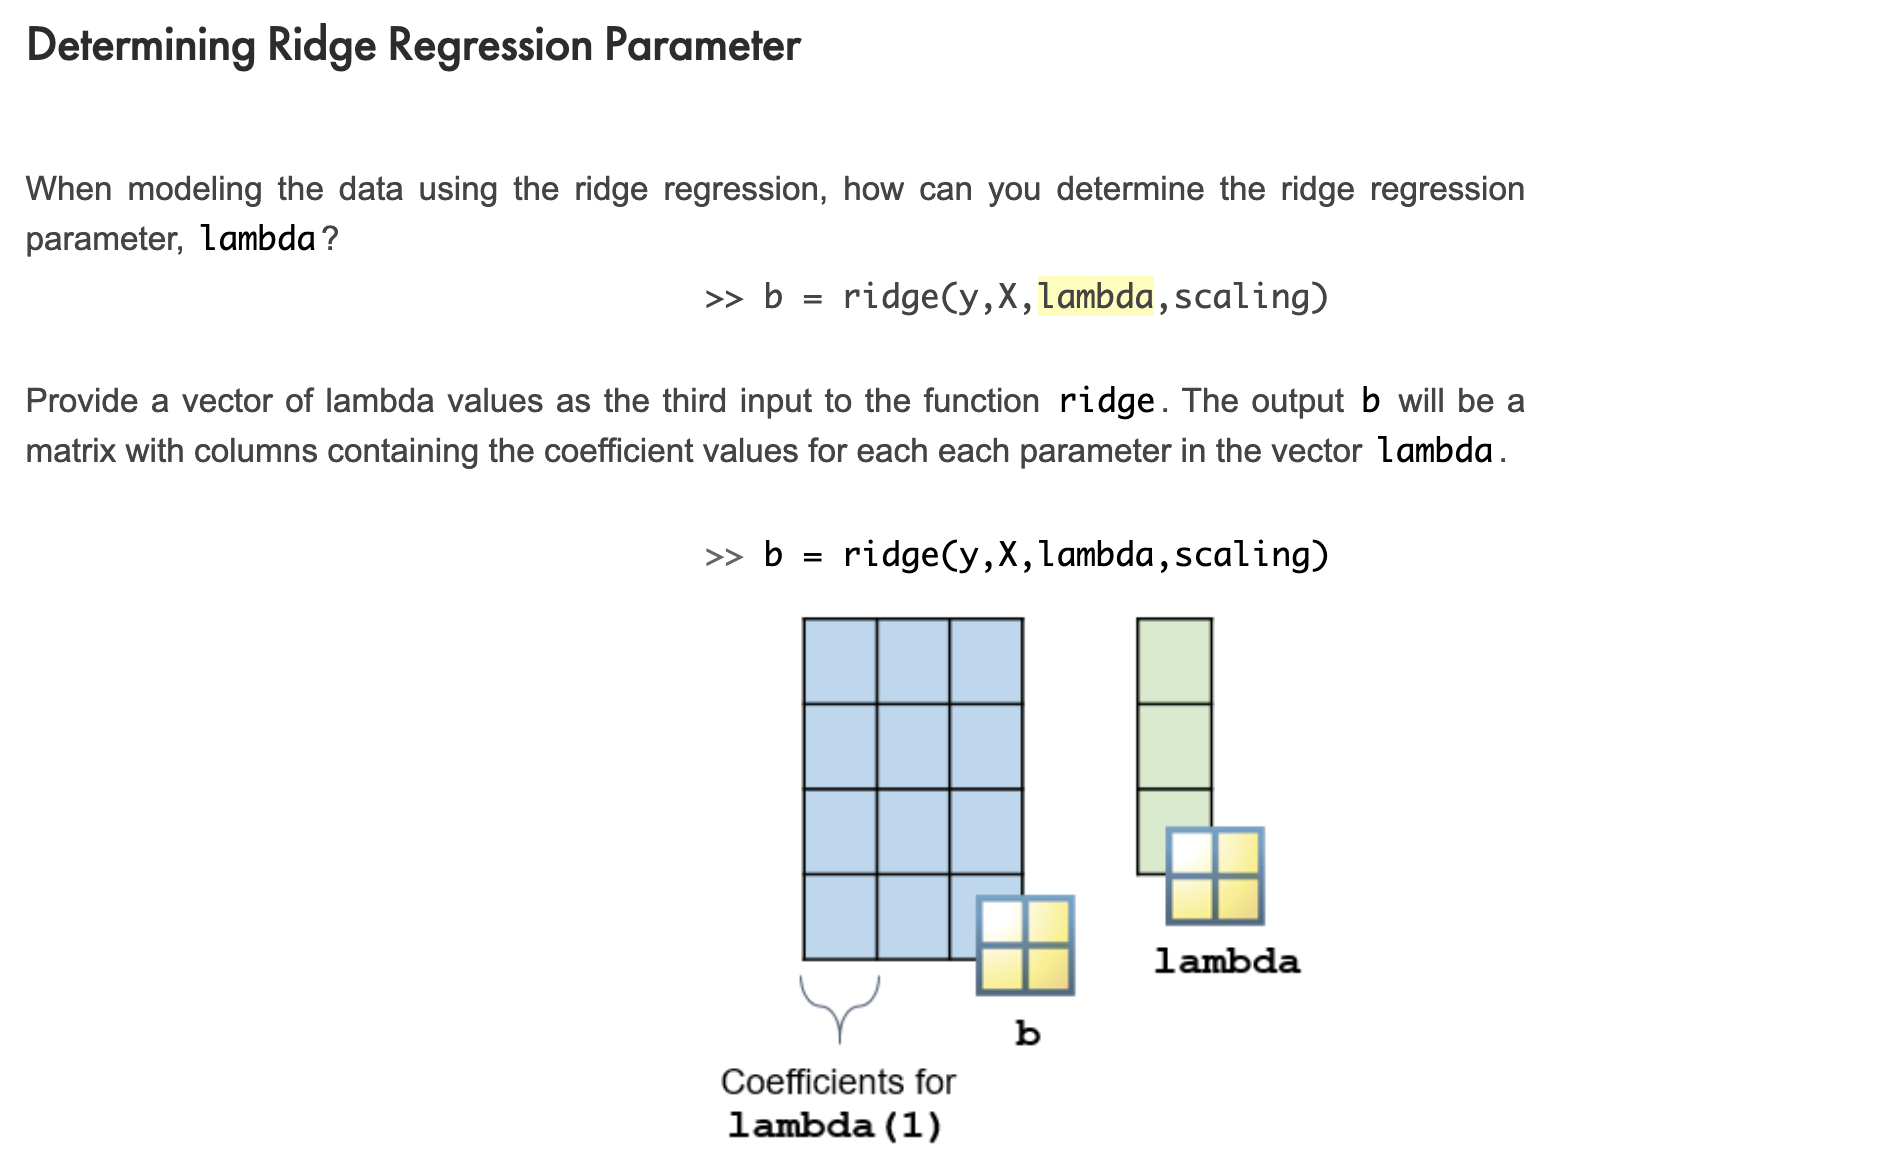 Determining Ridge Regression Parameter
When modeling the data using the ridge regression, how can you determine the ridge regression
parameter, lambda?
>> b = ridge(y,X,lambda,scaling)
Provide a vector of lambda values as the third input to the function ridge. The output b will be a
matrix with columns containing the coefficient values for each each parameter in the vector lambda.
>> b = ridge(y,X,lambda,scaling)
lambda
b
Coefficients for
lambda(1)